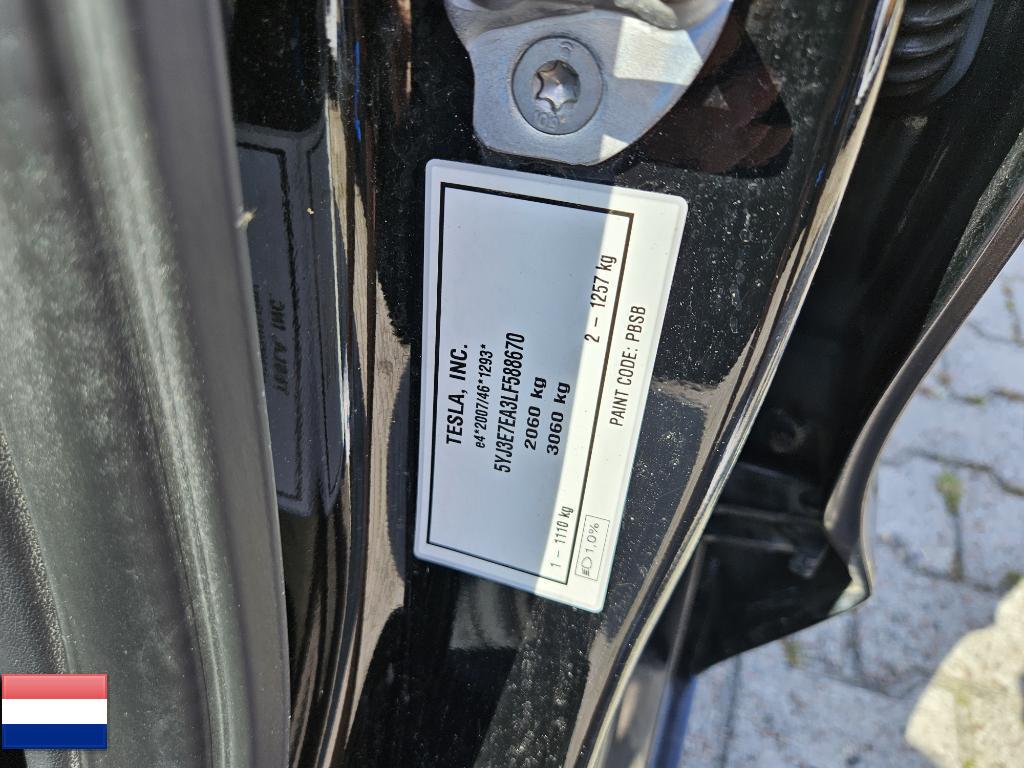 TESLA, INC.
e4*2007/46*1293*
5YJ3E7EA3LF588670
2060 kg
3060 kg
1 – 1110 kg 2 – 1257 kg
1,0% PAINT CODE: PBSB